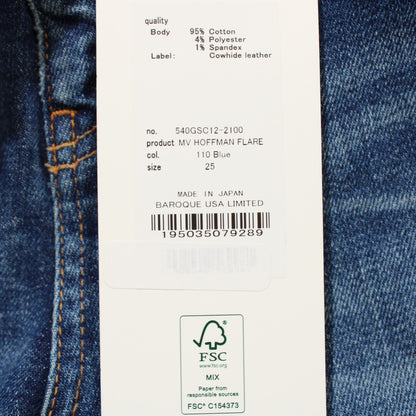 quality
Body 95% Cotton
4% Polyester
1% Spandex
Label: Cowhide leather
no. 540GSC12-2100
product MV HOFFMAN FLARE
col. 110 Blue
size 25
MADE IN JAPAN
BAROQUE USA LIMITED
195035079289
FSC
www.fsc.org
MIX
Paper from
responsible sources
FSC® C154373